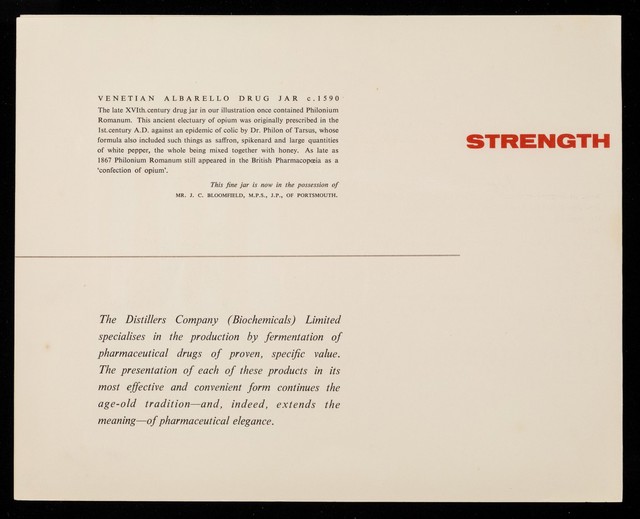 VENETIAN ALBARELLO DRUG JAR c.1590
The late XVIth.century drug jar in our illustration once contained Philonium
Romanum. This ancient electuary of opium was originally prescribed in the
1st.century A.D. against an epidemic of colic by Dr. Philon of Tarsus, whose
formula also included such things as saffron, spikenard and large quantities
of white pepper, the whole being mixed together with honey. As late as
1867 Philonium Romanum still appeared in the British Pharmacopœia as a
‘confection of opium’.
This fine jar is now in the possession of
MR. J. C. BLOOMFIELD, M.P.S., J.P., OF PORTSMOUTH.
STRENGTH
The Distillers Company (Biochemicals) Limited
specialises in the production by fermentation of
pharmaceutical drugs of proven, specific value.
The presentation of each of these products in its
most effective and convenient form continues the
age-old tradition—and, indeed, extends the
meaning—of pharmaceutical elegance.